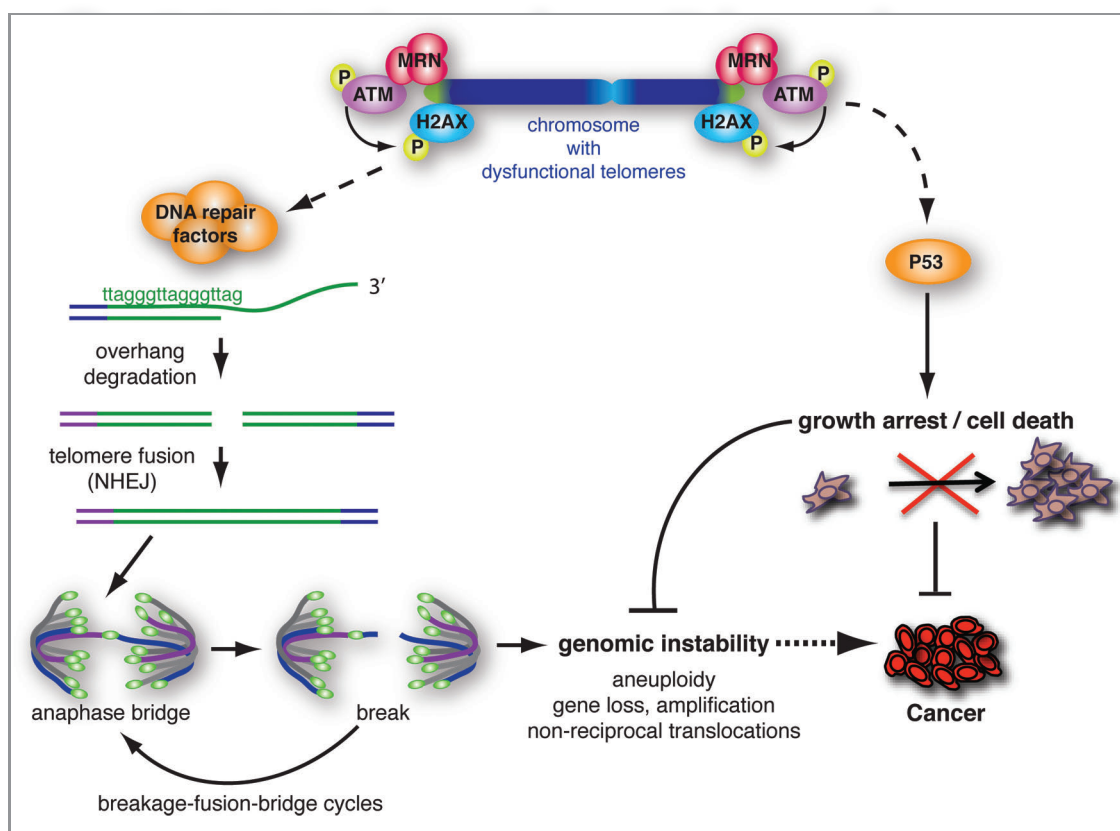 MRN
P
ATM
H2AX
P
MRN
P
ATM
H2AX
P
chromosome
with
dysfunctional telomeres
DNA repair
factors
P53
ttagggttagggttag
3’
overhang
degradation
growth arrest / cell death
telomere fusion
(NHEJ)
genomic instability
aneuploidy
gene loss, amplification
non-reciprocal translocations
Cancer
anaphase bridge
break
breakage-fusion-bridge cycles